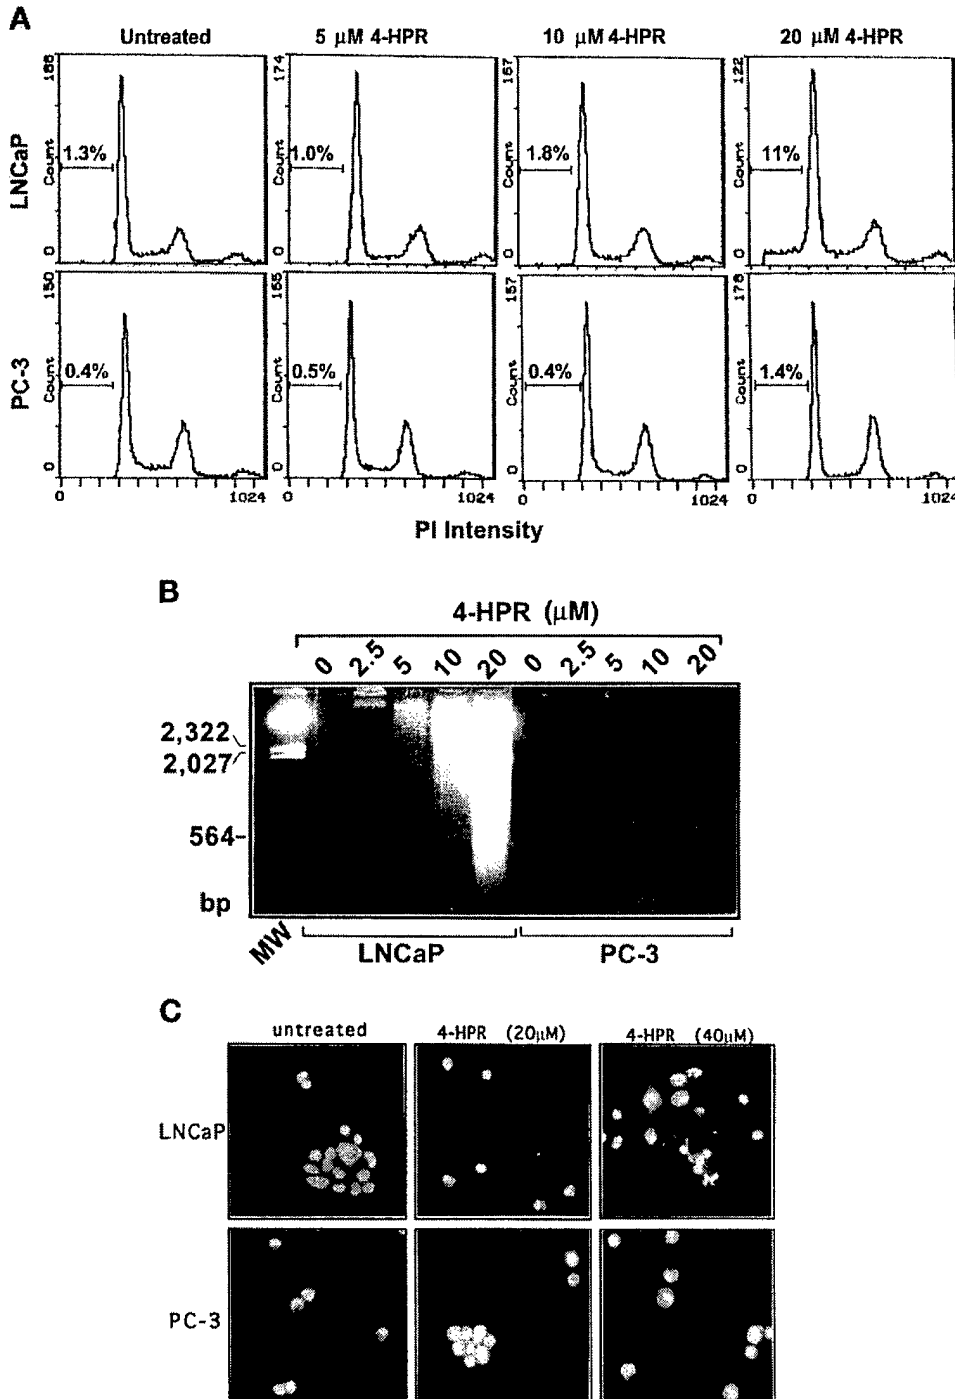 A
Untreated 5 µM 4-HPR 10 µM 4-HPR 20 µM 4-HPR
LNCaP
188 Count 0 1.3%
174 Count 0 1.0%
157 Count 0 1.8%
122 Count 0 11%
PC-3
150 Count 0 0.4%
155 Count 0 0.5%
157 Count 0 0.4%
178 Count 0 1.4%
0 1024 0 1024 0 1024 0 1024
PI Intensity
B
4-HPR (µM)
0 2.5 5 10 20 0 2.5 5 10 20
2,322
2,027
564
bp
MW LNCaP PC-3
C
untreated 4-HPR (20µM) 4-HPR (40µM)
LNCaP
PC-3